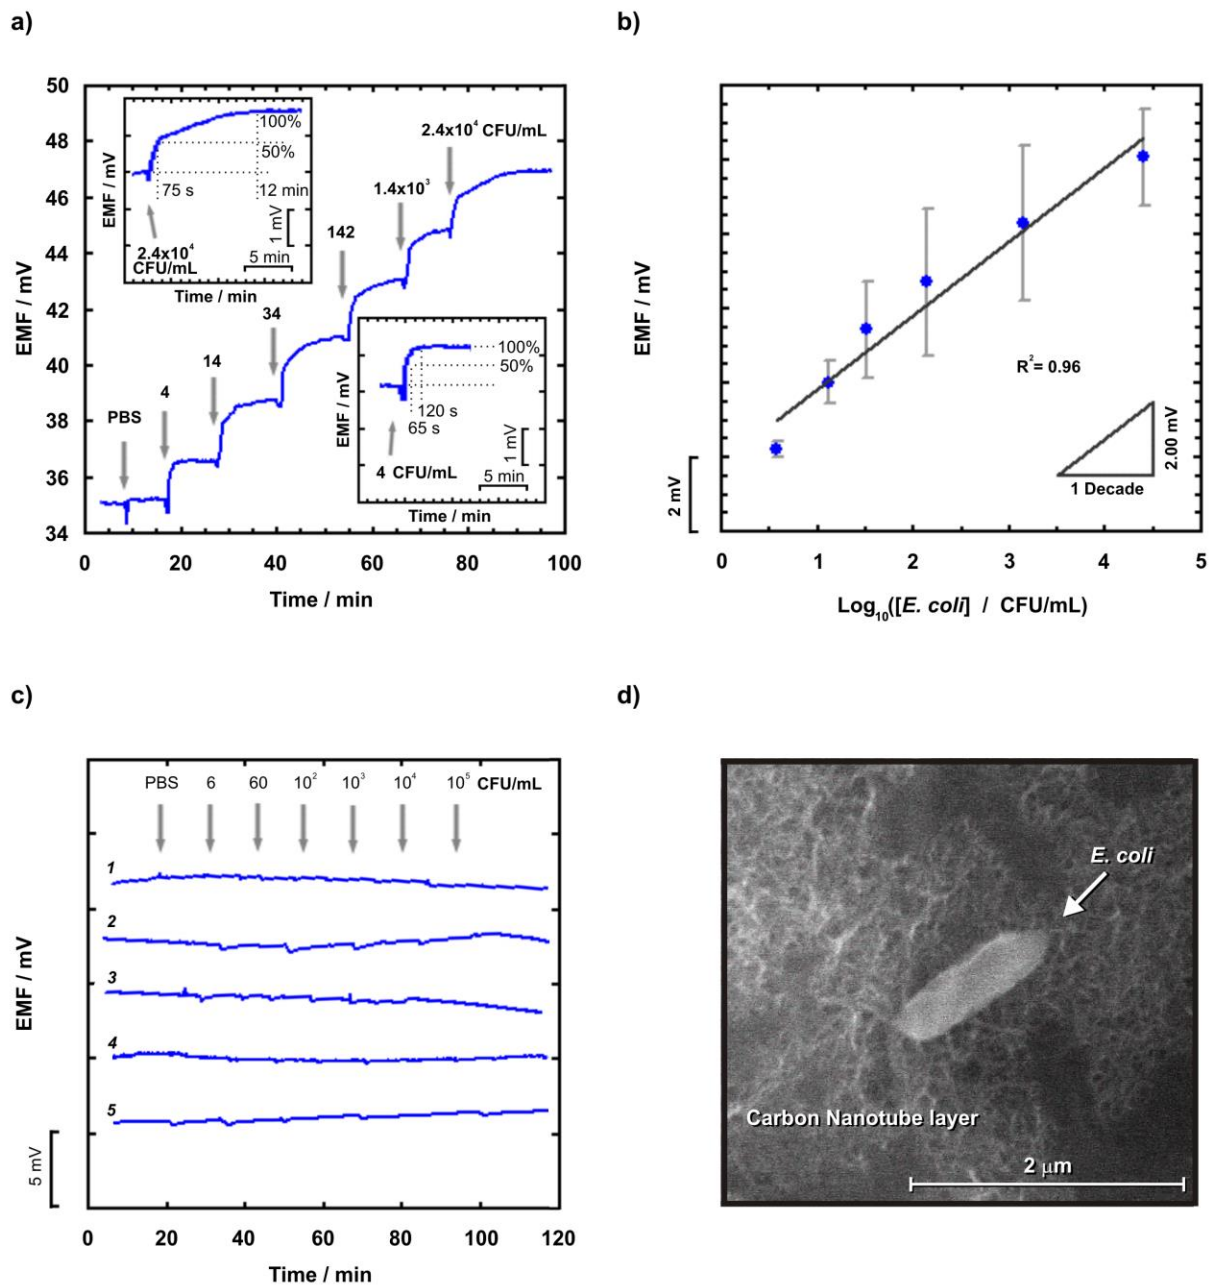 a)
50
48
46
44
42
40
38
36
34
EMF / mV
0 20 40 60 80 100
Time / min
PBS
4
14
34
142
1.4x10³
2.4x10⁴ CFU/mL
EMF / mV
100%
50%
75 s
12 min
1 mV
5 min
2.4x10⁴
CFU/mL
Time / min
EMF / mV
100%
50%
120 s
65 s
1 mV
4 CFU/mL
5 min
Time / min
b)
EMF / mV
R²= 0.96
2.00 mV
1 Decade
2 mV
0 1 2 3 4 5
Log₁₀([E. coli] / CFU/mL)
c)
PBS 6 60 10² 10³ 10⁴ 10⁵ CFU/mL
1
2
3
4
5
EMF / mV
5 mV
0 20 40 60 80 100 120
Time / min
d)
E. coli
Carbon Nanotube layer
2 μm